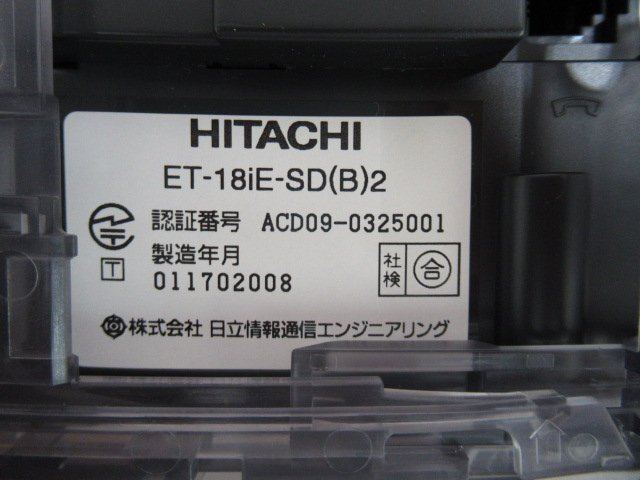 HITACHI
ET-18iE-SD(B)2
認証番号 ACD09-0325001
T 製造年月
011702008
社検 合
株式会社 日立情報通信エンジニアリング